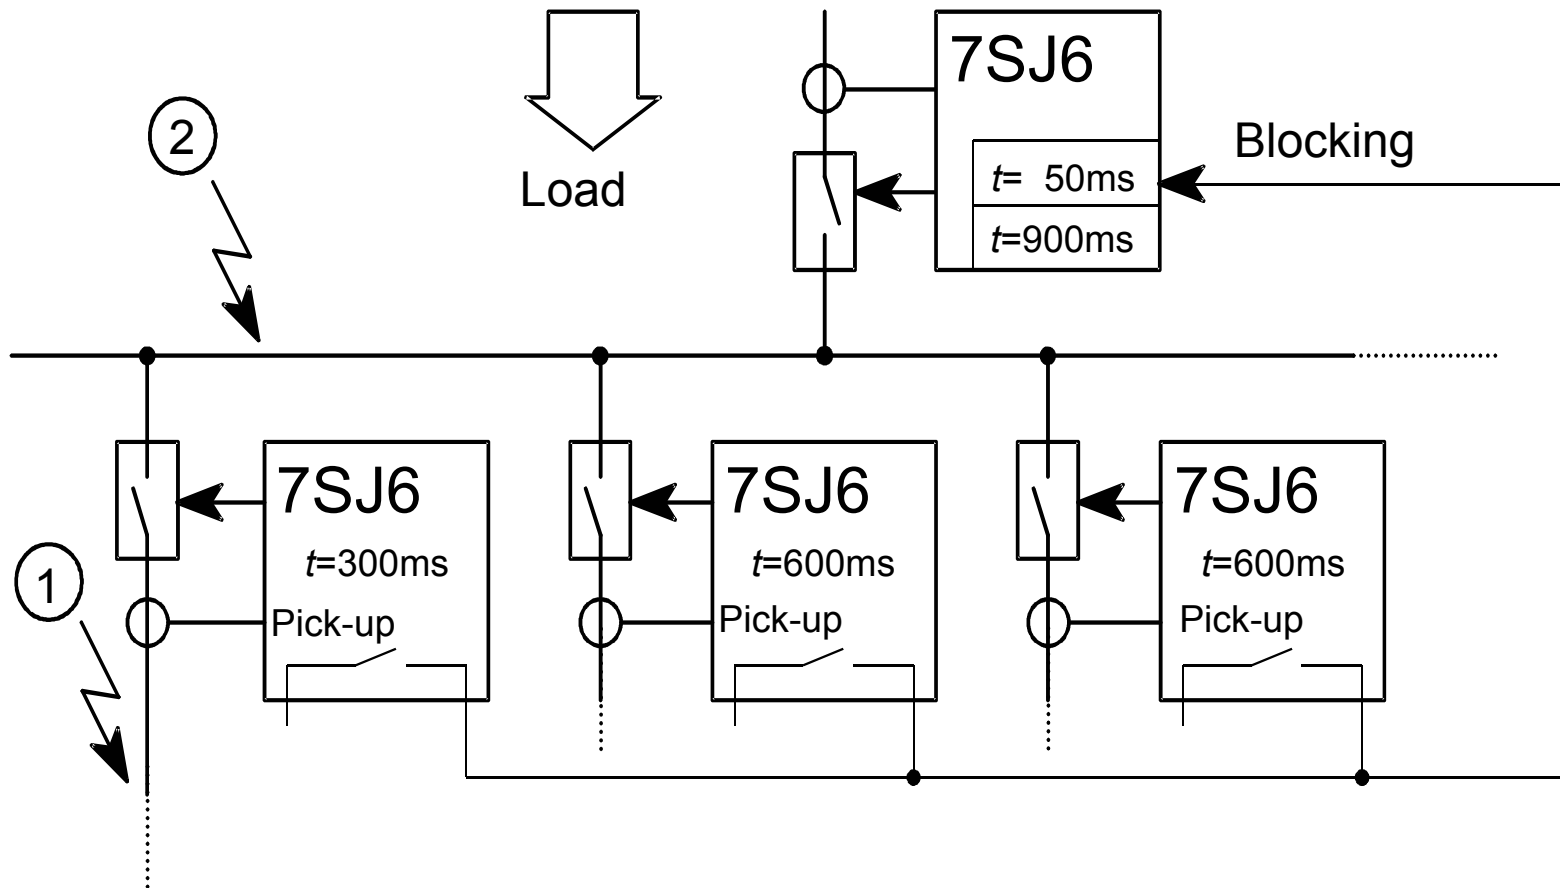 7SJ6
Blocking
2
t= 50ms
Load
t=900ms
7SJ6
7SJ6
7SJ6
t=300ms
t=600ms
t=600ms
1
Pick-up
Pick-up
Pick-up